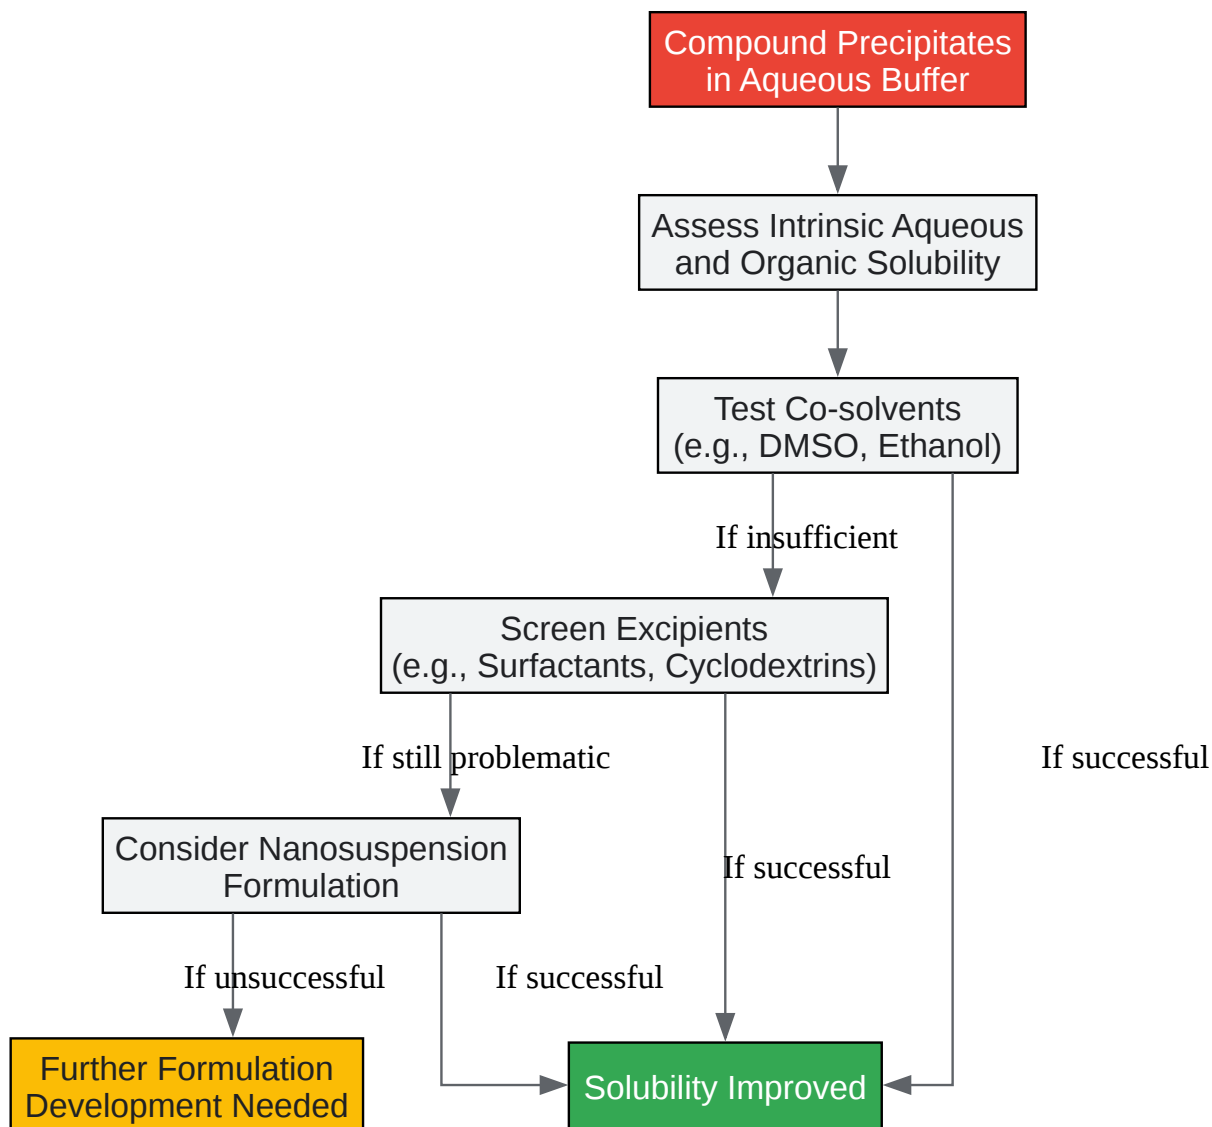 Compound Precipitates
in Aqueous Buffer
Assess Intrinsic Aqueous
and Organic Solubility
Test Co-solvents
(e.g., DMSO, Ethanol)
If insufficient
Screen Excipients
(e.g., Surfactants, Cyclodextrins)
If still problematic
If successful
Consider Nanosuspension
Formulation
If successful
If unsuccessful
If successful
Further Formulation
Development Needed
Solubility Improved